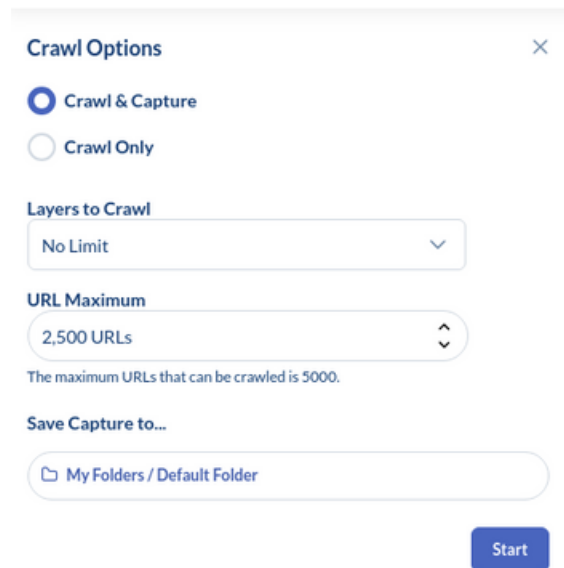 Crawl Options
Crawl & Capture
Crawl Only
Layers to Crawl
No Limit
URL Maximum
2,500 URLs
The maximum URLs that can be crawled is 5000.
Save Capture to...
My Folders / Default Folder
Start